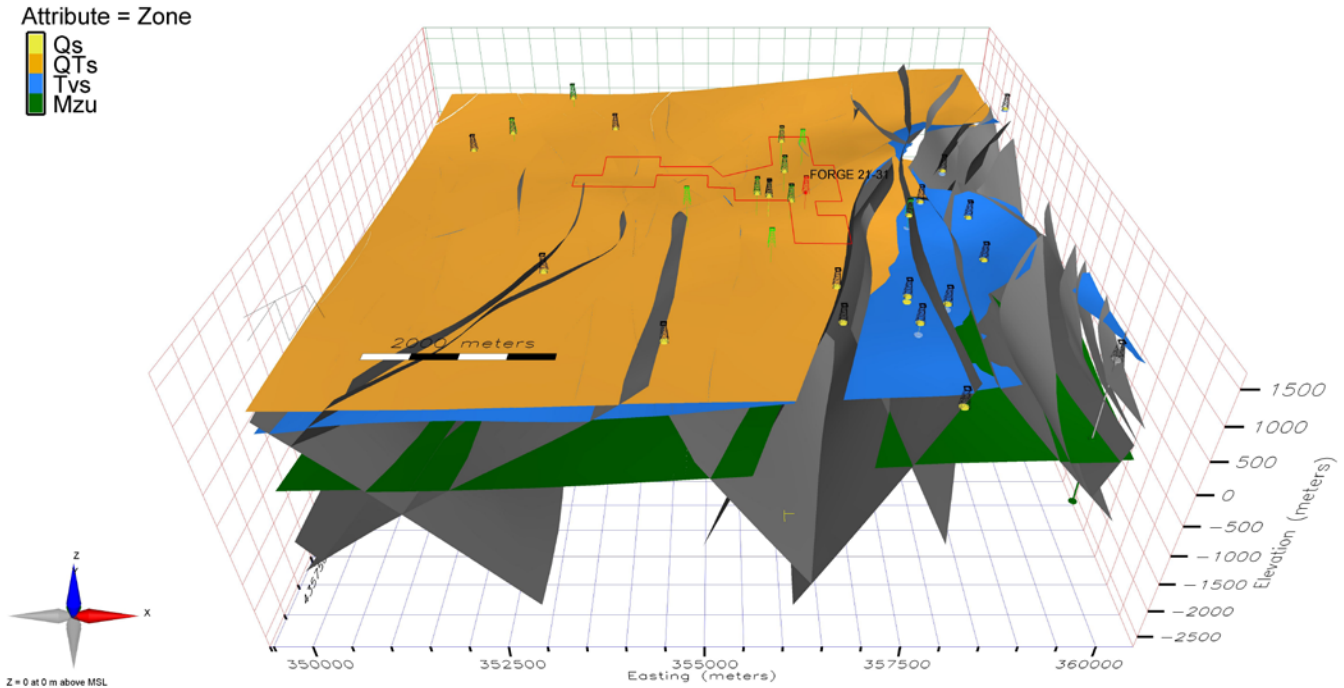 Attribute = Zone
Qs
QTs
Tvs
Mzu
FORGE 21-31
2000 meters
1500
1000
500
0
-500
-1000
-1500
-2000
-2500
Elevation (meters)
350000
352500
355000
357500
360000
Easting (meters)
Z
X
Z = 0 at 0 m above MSL